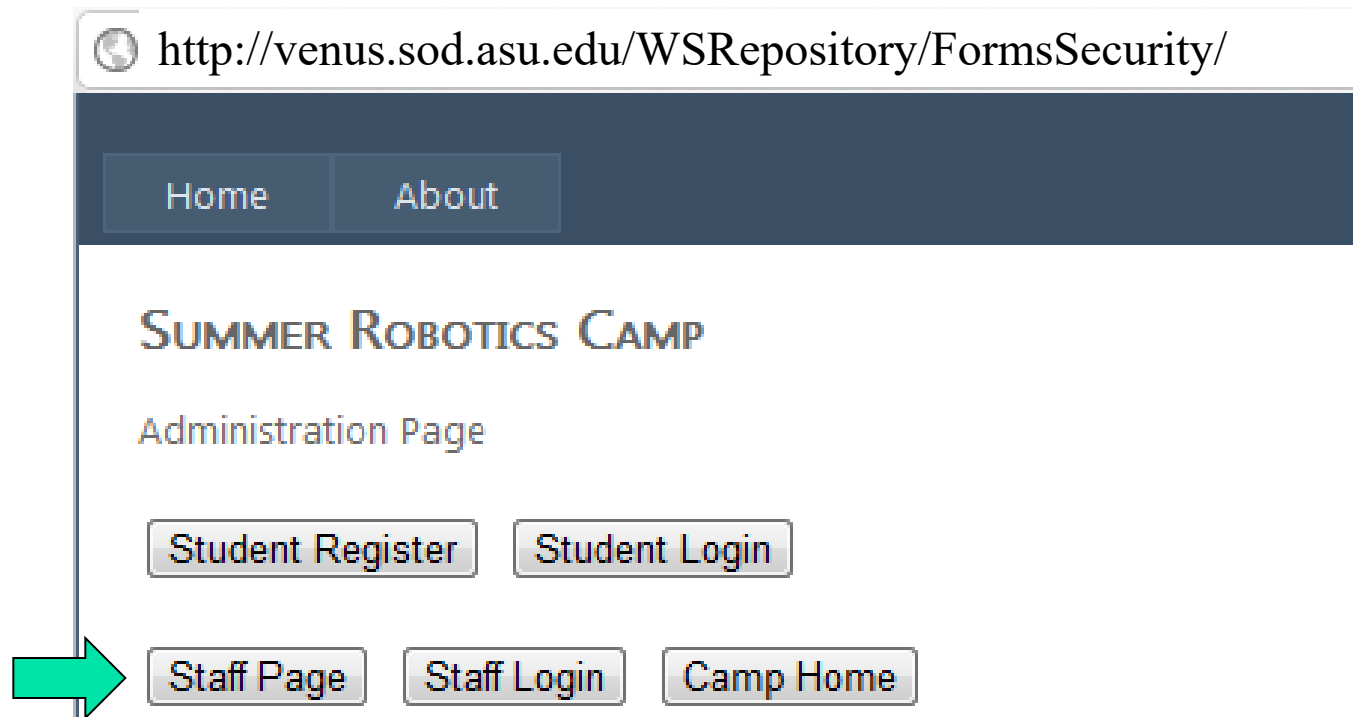 http://venus.sod.asu.edu/WSRepository/FormsSecurity/
Home About
SUMMER ROBOTICS CAMP
Administration Page
Student Register Student Login
Staff Page Staff Login Camp Home